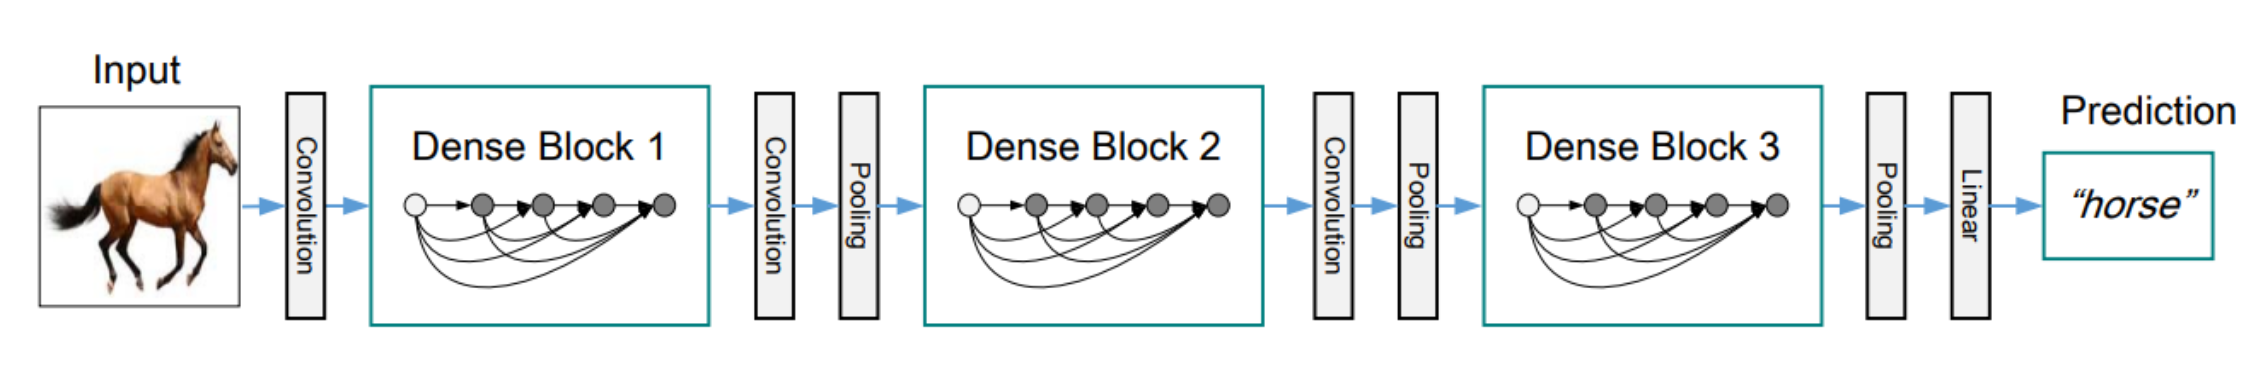 Input
Convolution
Dense Block 1
Convolution
Pooling
Dense Block 2
Convolution
Pooling
Dense Block 3
Pooling
Linear
Prediction
“horse”